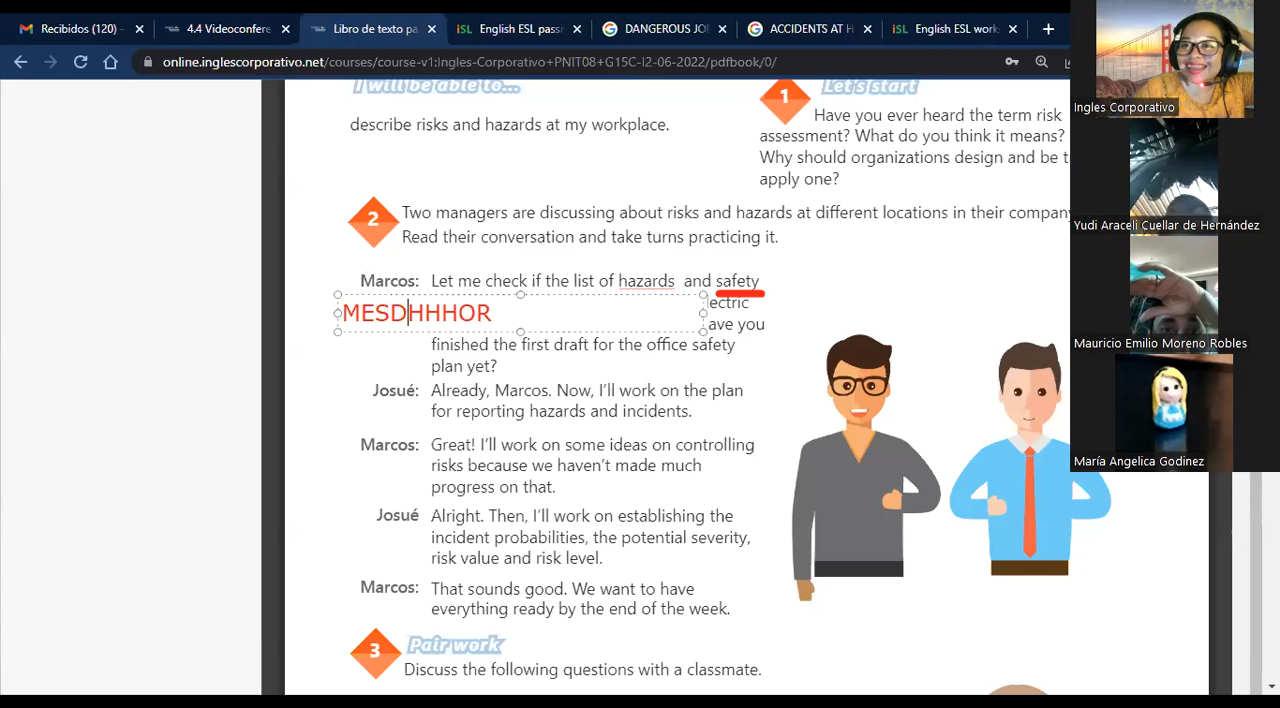 Recibidos (120) -
4.4 Videoconfere
Libro de texto pa
English ESL passi
DANGEROUS JO
ACCIDENTS AT H
English ESL work
online.inglescorporativo.net/courses/course-v1:Ingles-Corporativo+PNIT08+G15C-I2-06-2022/pdfbook/0/
I will be able to...
describe risks and hazards at my workplace.
1
Let's start
Have you ever heard the term risk
assessment? What do you think it means?
Why should organizations design and be t
apply one?
2
Two managers are discussing about risks and hazards at different locations in their company
Read their conversation and take turns practicing it.
Marcos: Let me check if the list of hazards and safety
ectric
MESDHHHOR
ave you
finished the first draft for the office safety
plan yet?
Josué: Already, Marcos. Now, I'll work on the plan
for reporting hazards and incidents.
Marcos: Great! I'll work on some ideas on controlling
risks because we haven't made much
progress on that.
Josué Alright. Then, I'll work on establishing the
incident probabilities, the potential severity,
risk value and risk level.
Marcos: That sounds good. We want to have
everything ready by the end of the week.
3
Pair work
Discuss the following questions with a classmate.
Ingles Corporativo
Yudi Araceli Cuellar de Hernández
Mauricio Emilio Moreno Robles
María Angelica Godinez